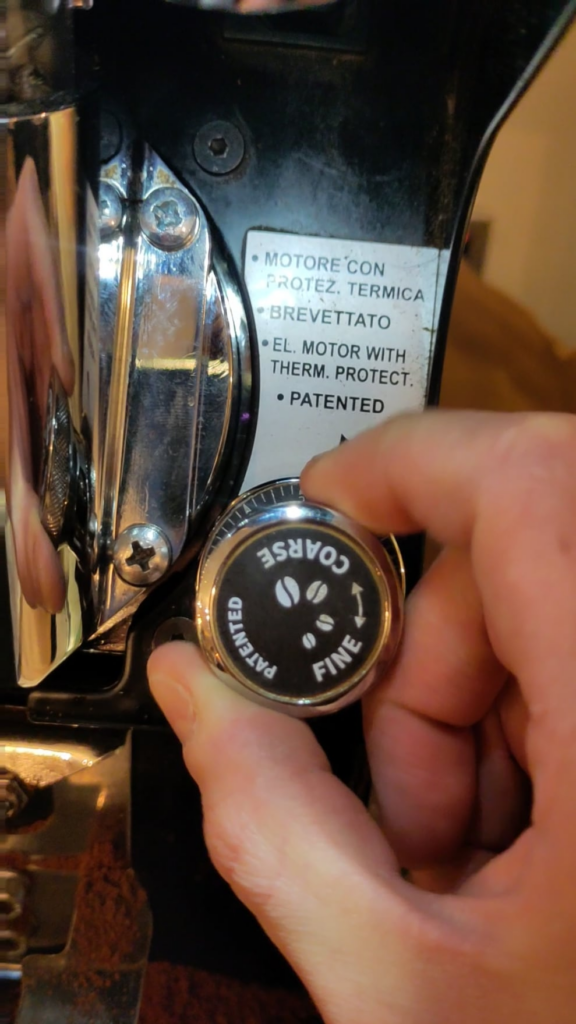 • MOTORE CON
PROTEZ. TERMICA
• BREVETTATO
• EL. MOTOR WITH
THERM. PROTECT.
• PATENTED
COARSE
FINE
PATENTED